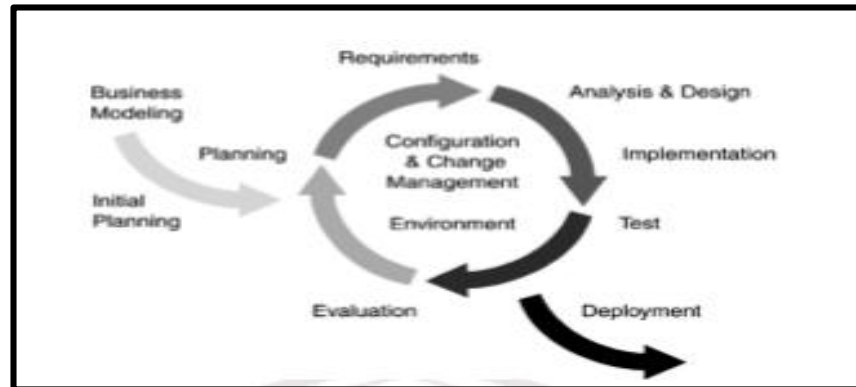 Requirements
Business
Modeling
Analysis & Design
Planning
Configuration
& Change
Management
Implementation
Initial
Planning
Environment
Test
Evaluation
Deployment